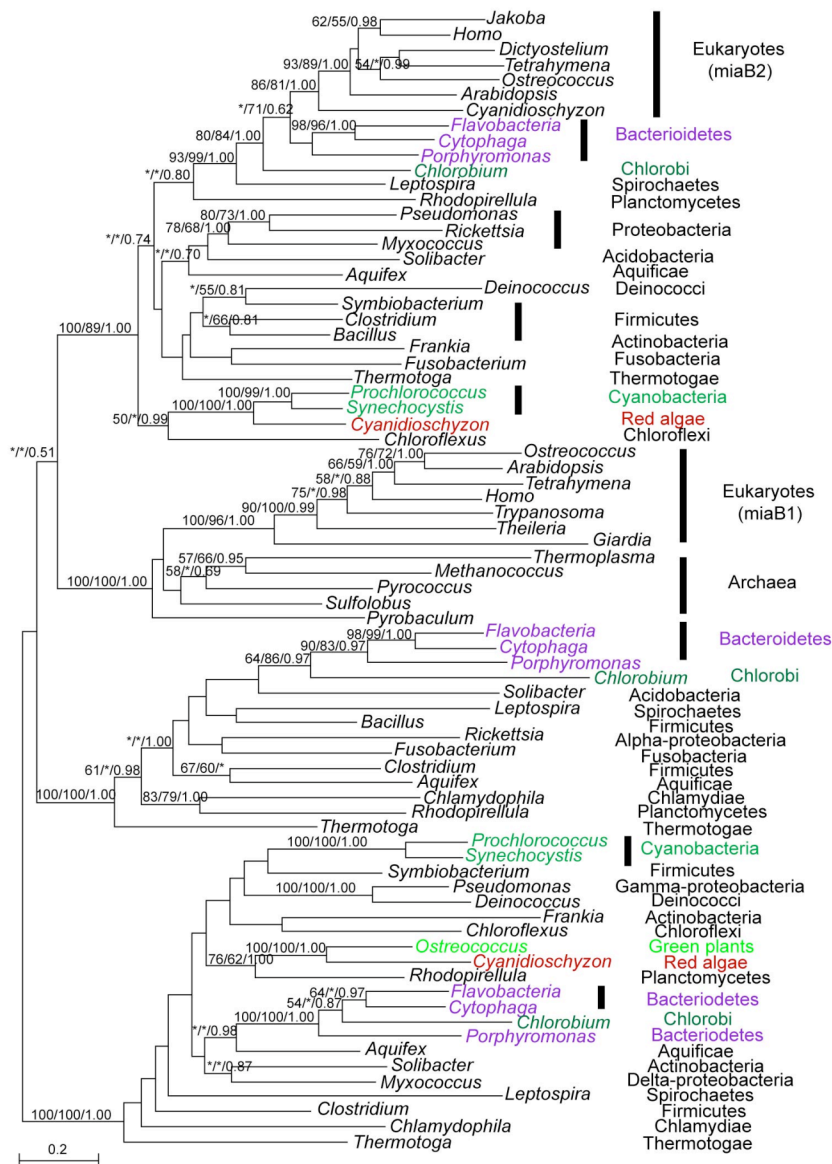 62/55/0.98 Jakoba
Homo
Dictyostelium
93/89/1.00 54/*/0.99 Tetrahymena Eukaryotes
Ostreococcus (miaB2)
86/81/1.00 Arabidopsis
*/71/0.62 Cyanidioschyzon
98/96/1.00 Flavobacteria
80/84/1.00 Cytophaga Bacterioidetes
93/99/1.00 Porphyromonas
Chlorobium Chlorobi
*/*/0.80 Leptospira Spirochaetes
Rhodopirellula Planctomycetes
80/73/1.00 Pseudomonas
78/68/1.00 Rickettsia Proteobacteria
*/*/0.74 Myxococcus
*/*/0.70 Solibacter Acidobacteria
Aquifex Aquificae
*/55/0.81 Deinococcus Deinococci
Symbiobacterium
*/66/0.81 Clostridium Firmicutes
100/89/1.00 Bacillus
Frankia Actinobacteria
Fusobacterium Fusobacteria
100/99/1.00 Thermotoga Thermotogae
Prochlorococcus Cyanobacteria
100/100/1.00 Synechocystis
50/*/0.99 Cyanidioschyzon Red algae
Chloroflexus Chloroflexi
*/*/0.51 76/72/1.00 Ostreococcus
66/59/1.00 Arabidopsis
58/*/0.88 Tetrahymena
75/*/0.98 Homo Eukaryotes
90/100/0.99 Trypanosoma (miaB1)
100/96/1.00 Theileria
Giardia
57/66/0.95 Thermoplasma
100/100/1.00 58/*/0.69 Methanococcus
Pyrococcus Archaea
Sulfolobus
Pyrobaculum
98/99/1.00 Flavobacteria
90/83/0.97 Cytophaga Bacteroidetes
64/86/0.97 Porphyromonas
Chlorobium Chlorobi
Solibacter Acidobacteria
Leptospira Spirochaetes
Bacillus Firmicutes
*/*/1.00 Rickettsia Alpha-proteobacteria
Fusobacterium Fusobacteria
61/*/0.98 67/60/* Clostridium Firmicutes
Aquifex Aquificae
100/100/1.00 83/79/1.00 Chlamydophila Chlamydiae
Rhodopirellula Planctomycetes
Thermotoga Thermotogae
100/100/1.00 Prochlorococcus Cyanobacteria
Synechocystis
Symbiobacterium Firmicutes
100/100/1.00 Pseudomonas Gamma-proteobacteria
Deinococcus Deinococci
Frankia Actinobacteria
Chloroflexus Chloroflexi
100/100/1.00 Ostreococcus Green plants
76/62/1.00 Cyanidioschyzon Red algae
Rhodopirellula Planctomycetes
64/*/0.97 Flavobacteria
54/*/0.87 Cytophaga Bacteriodetes
100/100/1.00 Chlorobium Chlorobi
*/*/0.98 Porphyromonas Bacteriodetes
Aquifex Aquificae
*/*/0.87 Solibacter Actinobacteria
Myxococcus Delta-proteobacteria
Leptospira Spirochaetes
100/100/1.00 Clostridium Firmicutes
Chlamydophila Chlamydiae
Thermotoga Thermotogae
0.2